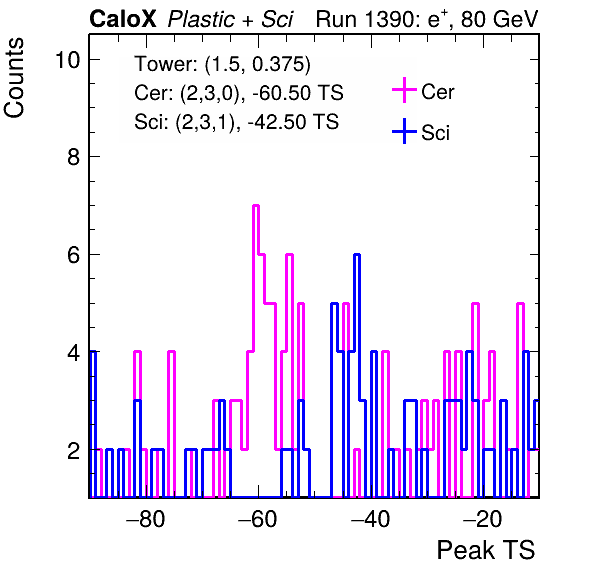 CaloX Plastic + Sci Run 1390: e⁺, 80 GeV
Counts
10
8
6
4
2
Tower: (1.5, 0.375)
Cer: (2,3,0), -60.50 TS
Sci: (2,3,1), -42.50 TS
Cer
Sci
−80 −60 −40 −20
Peak TS